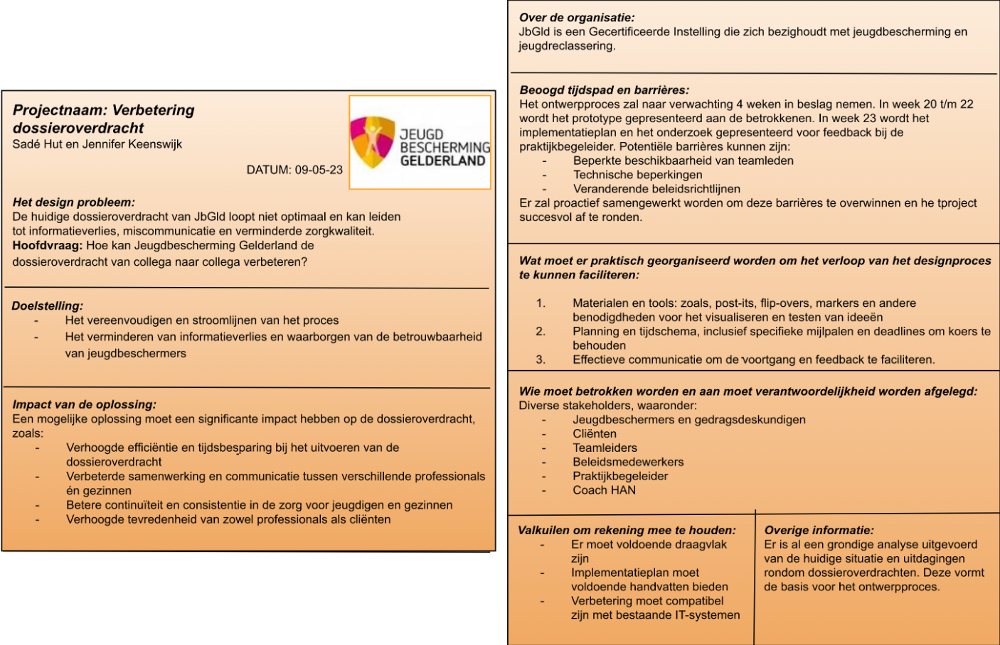 Projectnaam: Verbetering
dossieroverdracht
Sadé Hut en Jennifer Keenswijk
JEUGD
BESCHERMING
GELDERLAND
DATUM: 09-05-23
Het design probleem:
De huidige dossieroverdracht van JbGld loopt niet optimaal en kan leiden
tot informatieverlies, miscommunicatie en verminderde zorgkwaliteit.
Hoofdvraag: Hoe kan Jeugdbescherming Gelderland de
dossieroverdracht van collega naar collega verbeteren?
Doelstelling:
- Het vereenvoudigen en stroomlijnen van het proces
- Het verminderen van informatieverlies en waarborgen van de betrouwbaarheid
van jeugdbeschermers
Impact van de oplossing:
Een mogelijke oplossing moet een significante impact hebben op de dossieroverdracht,
zoals:
- Verhoogde efficiëntie en tijdsbesparing bij het uitvoeren van de
dossieroverdracht
- Verbeterde samenwerking en communicatie tussen verschillende professionals
én gezinnen
- Betere continuïteit en consistentie in de zorg voor jeugdigen en gezinnen
- Verhoogde tevredenheid van zowel professionals als cliënten
Over de organisatie:
JbGld is een Gecertificeerde Instelling die zich bezighoudt met jeugdbescherming en
jeugdreclassering.
Beoogd tijdspad en barrières:
Het ontwerpproces zal naar verwachting 4 weken in beslag nemen. In week 20 t/m 22
wordt het prototype gepresenteerd aan de betrokkenen. In week 23 wordt het
implementatieplan en het onderzoek gepresenteerd voor feedback bij de
praktijkbegeleider. Potentiële barrières kunnen zijn:
- Beperkte beschikbaarheid van teamleden
- Technische beperkingen
- Veranderende beleidsrichtlijnen
Er zal proactief samengewerkt worden om deze barrières te overwinnen en he tproject
succesvol af te ronden.
Wat moet er praktisch georganiseerd worden om het verloop van het designproces
te kunnen faciliteren:
1. Materialen en tools: zoals, post-its, flip-overs, markers en andere
benodigdheden voor het visualiseren en testen van ideeën
2. Planning en tijdschema, inclusief specifieke mijlpalen en deadlines om koers te
behouden
3. Effectieve communicatie om de voortgang en feedback te faciliteren.
Wie moet betrokken worden en aan moet verantwoordelijkheid worden afgelegd:
Diverse stakeholders, waaronder:
- Jeugdbeschermers en gedragsdeskundigen
- Cliënten
- Teamleiders
- Beleidsmedewerkers
- Praktijkbegeleider
- Coach HAN
Valkuilen om rekening mee te houden:
- Er moet voldoende draagvlak
zijn
- Implementatieplan moet
voldoende handvatten bieden
- Verbetering moet compatibel
zijn met bestaande IT-systemen
Overige informatie:
Er is al een grondige analyse uitgevoerd
van de huidige situatie en uitdagingen
rondom dossieroverdrachten. Deze vormt
de basis voor het ontwerpproces.